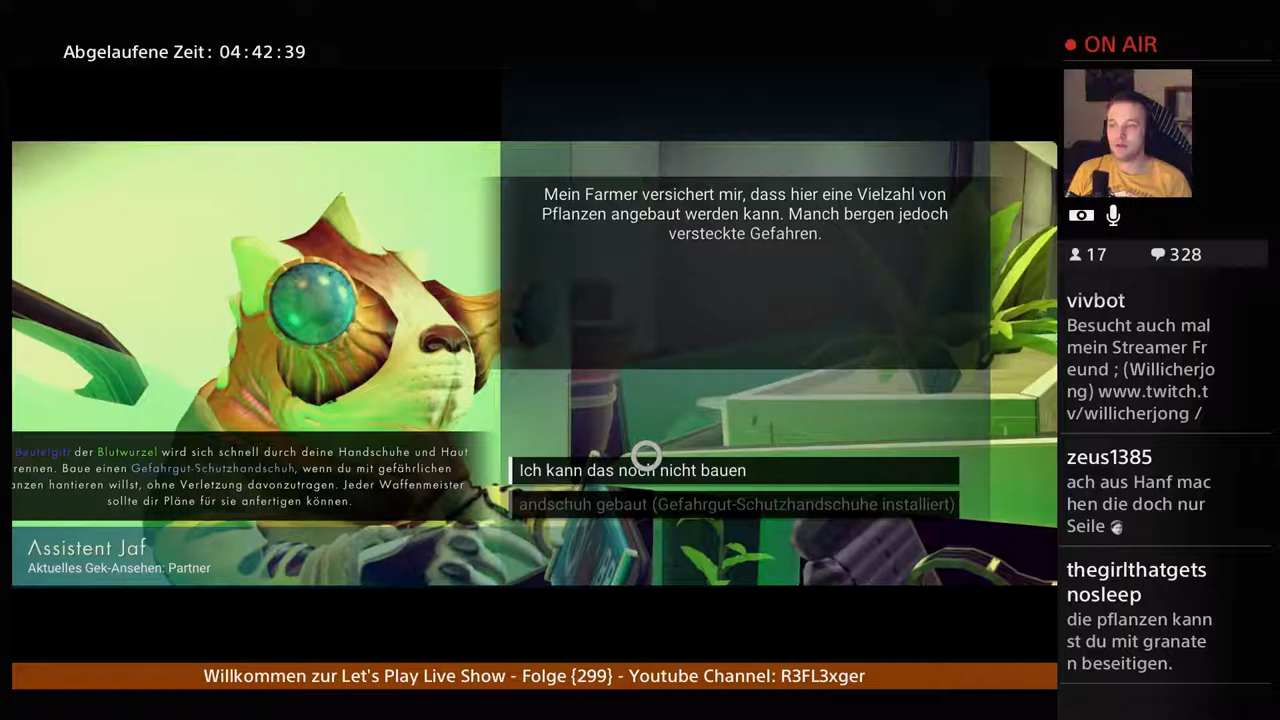 Abgelaufene Zeit: 04:42:39
ON AIR
Mein Farmer versichert mir, dass hier eine Vielzahl von
Pflanzen angebaut werden kann. Manch bergen jedoch
versteckte Gefahren.
Beutelgift der Blutwurzel wird sich schnell durch deine Handschuhe und Haut
rennen. Baue einen Gefahrgut-Schutzhandschuh, wenn du mit gefährlichen
anzen hantieren willst, ohne Verletzung davonzutragen. Jeder Waffenmeister
sollte dir Pläne für sie anfertigen können.
Ich kann das noch nicht bauen
andschuh gebaut (Gefahrgut-Schutzhandschuhe installiert)
Assistent Jaf
Aktuelles Gek-Ansehen: Partner
Willkommen zur Let's Play Live Show - Folge {299} - Youtube Channel: R3FL3xger
17 328
vivbot
Besucht auch mal
mein Streamer Fr
eund ; (Willicherjo
ng) www.twitch.t
v/willicherjong /
zeus1385
ach aus Hanf mac
hen die doch nur
Seile
thegirlthatgets
nosleep
die pflanzen kann
st du mit granate
n beseitigen.